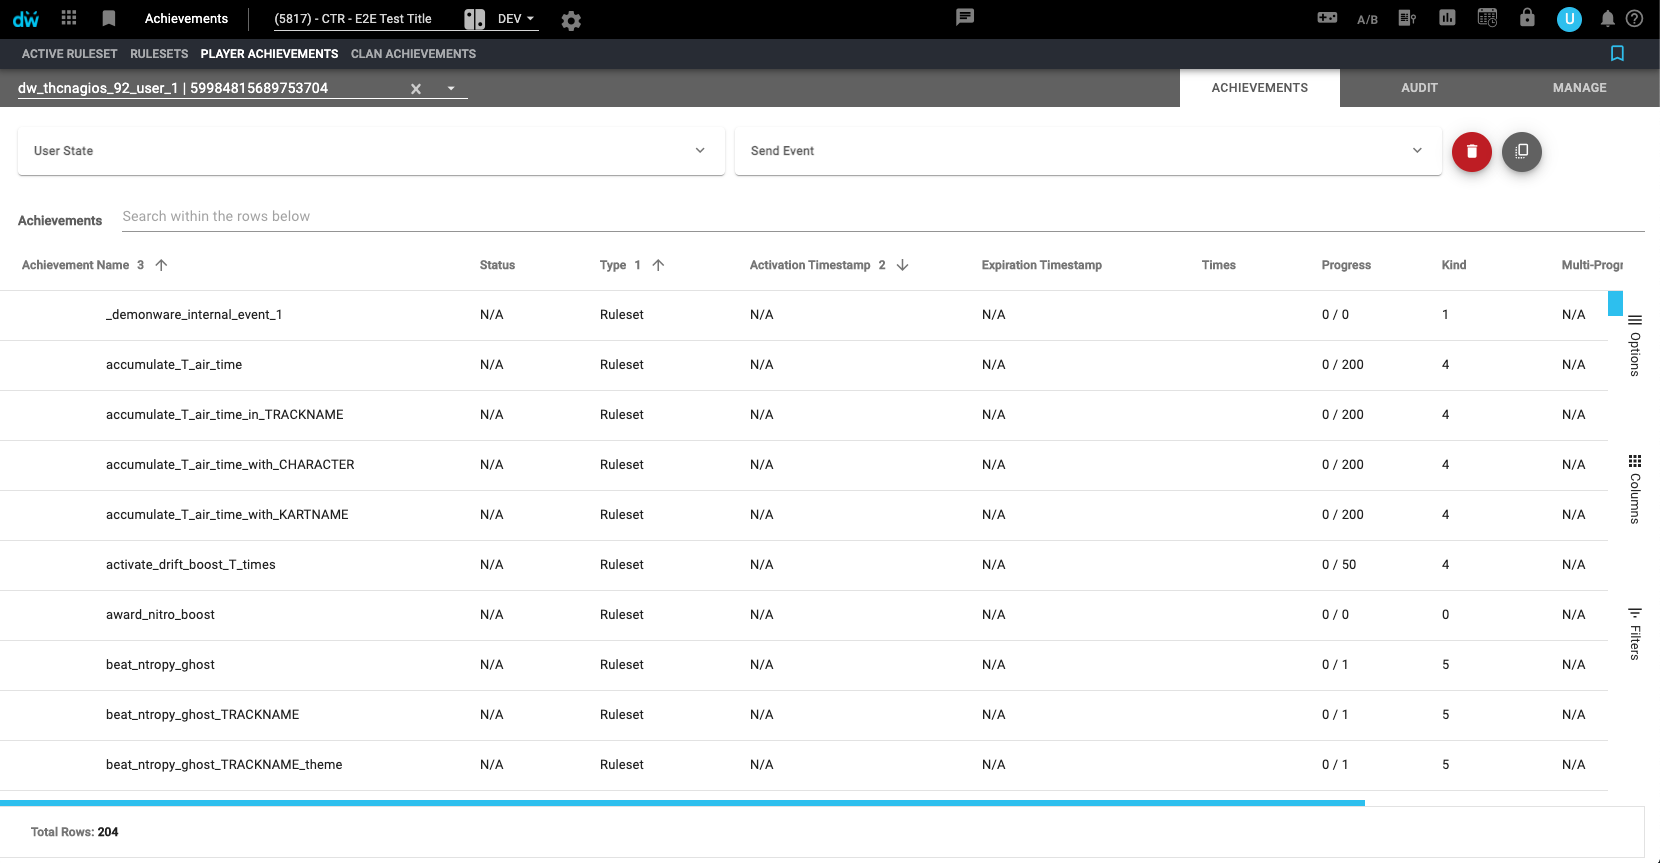 dw Achievements (5817) - CTR - E2E Test Title DEV A/B U
ACTIVE RULESET RULESETS PLAYER ACHIEVEMENTS CLAN ACHIEVEMENTS
dw_thcnagios_92_user_1 | 59984815689753704 ACHIEVEMENTS AUDIT MANAGE
User State Send Event
Achievements Search within the rows below
Achievement Name 3 Status Type 1 Activation Timestamp 2 Expiration Timestamp Times Progress Kind Multi-Progr
_demonware_internal_event_1 N/A Ruleset N/A N/A 0 / 0 1 N/A
accumulate_T_air_time N/A Ruleset N/A N/A 0 / 200 4 N/A
accumulate_T_air_time_in_TRACKNAME N/A Ruleset N/A N/A 0 / 200 4 N/A
accumulate_T_air_time_with_CHARACTER N/A Ruleset N/A N/A 0 / 200 4 N/A
accumulate_T_air_time_with_KARTNAME N/A Ruleset N/A N/A 0 / 200 4 N/A
activate_drift_boost_T_times N/A Ruleset N/A N/A 0 / 50 4 N/A
award_nitro_boost N/A Ruleset N/A N/A 0 / 0 0 N/A
beat_ntropy_ghost N/A Ruleset N/A N/A 0 / 1 5 N/A
beat_ntropy_ghost_TRACKNAME N/A Ruleset N/A N/A 0 / 1 5 N/A
beat_ntropy_ghost_TRACKNAME_theme N/A Ruleset N/A N/A 0 / 1 5 N/A
Options
Columns
Filters
Total Rows: 204